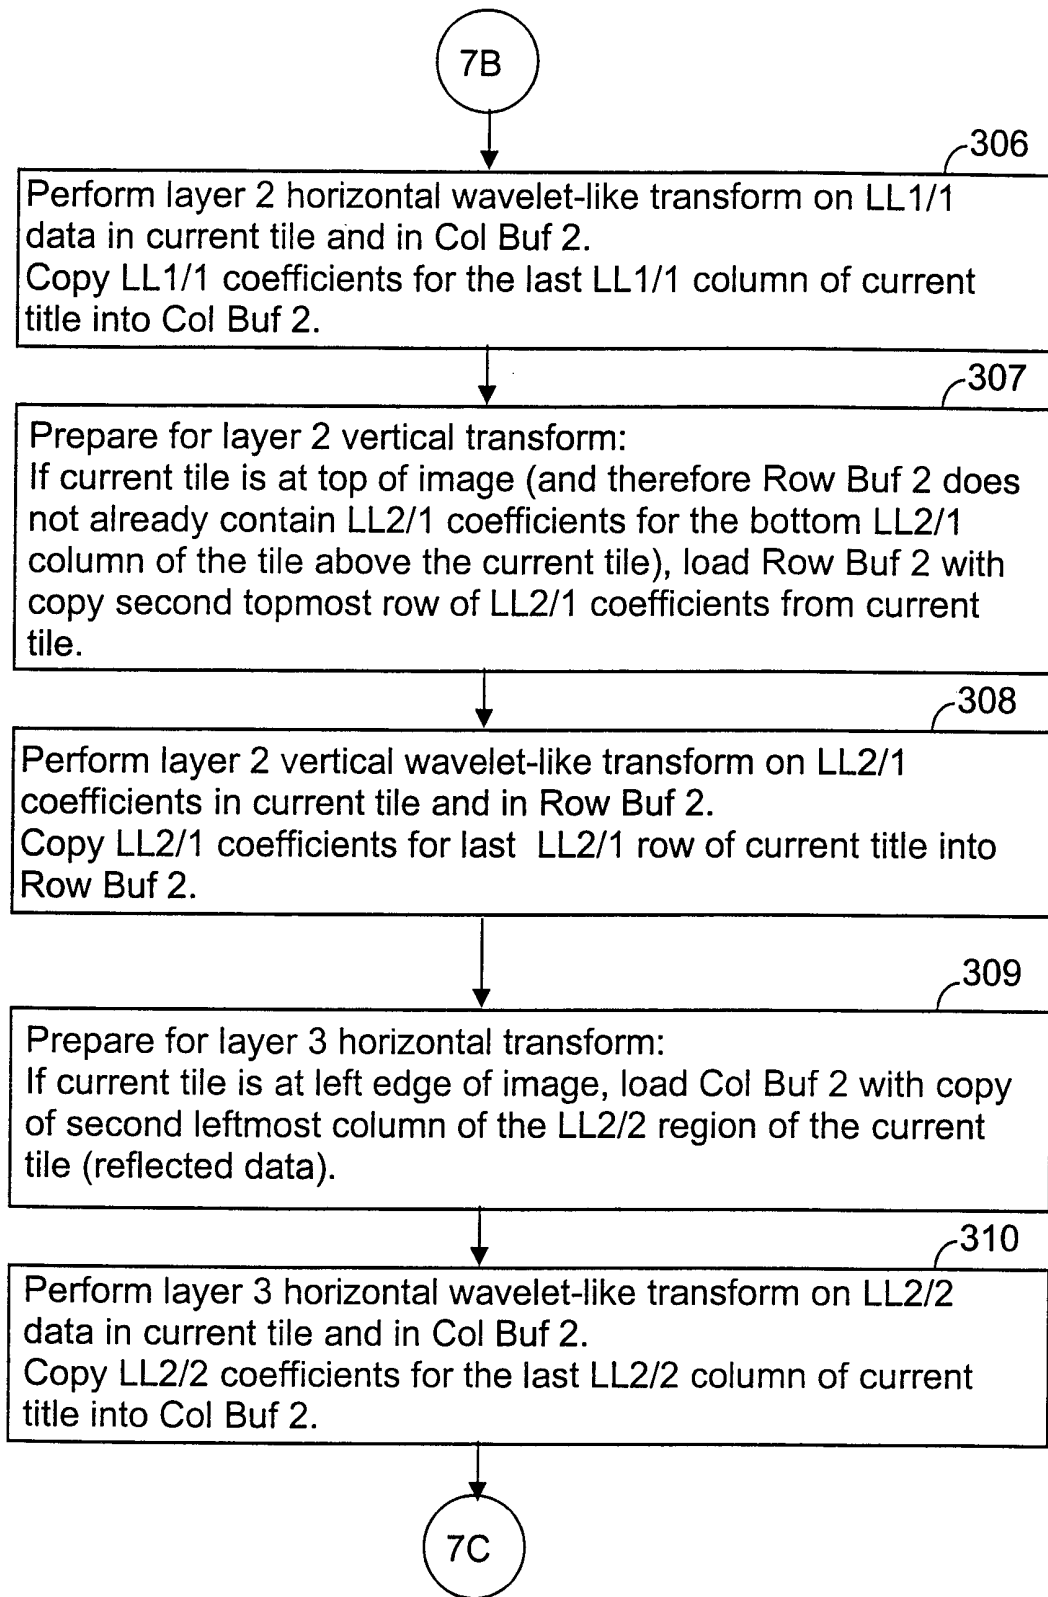 7B
306
Perform layer 2 horizontal wavelet-like transform on LL1/1
data in current tile and in Col Buf 2.
Copy LL1/1 coefficients for the last LL1/1 column of current
title into Col Buf 2.
307
Prepare for layer 2 vertical transform:
If current tile is at top of image (and therefore Row Buf 2 does
not already contain LL2/1 coefficients for the bottom LL2/1
column of the tile above the current tile), load Row Buf 2 with
copy second topmost row of LL2/1 coefficients from current
tile.
308
Perform layer 2 vertical wavelet-like transform on LL2/1
coefficients in current tile and in Row Buf 2.
Copy LL2/1 coefficients for last LL2/1 row of current title into
Row Buf 2.
309
Prepare for layer 3 horizontal transform:
If current tile is at left edge of image, load Col Buf 2 with copy
of second leftmost column of the LL2/2 region of the current
tile (reflected data).
310
Perform layer 3 horizontal wavelet-like transform on LL2/2
data in current tile and in Col Buf 2.
Copy LL2/2 coefficients for the last LL2/2 column of current
title into Col Buf 2.
7C